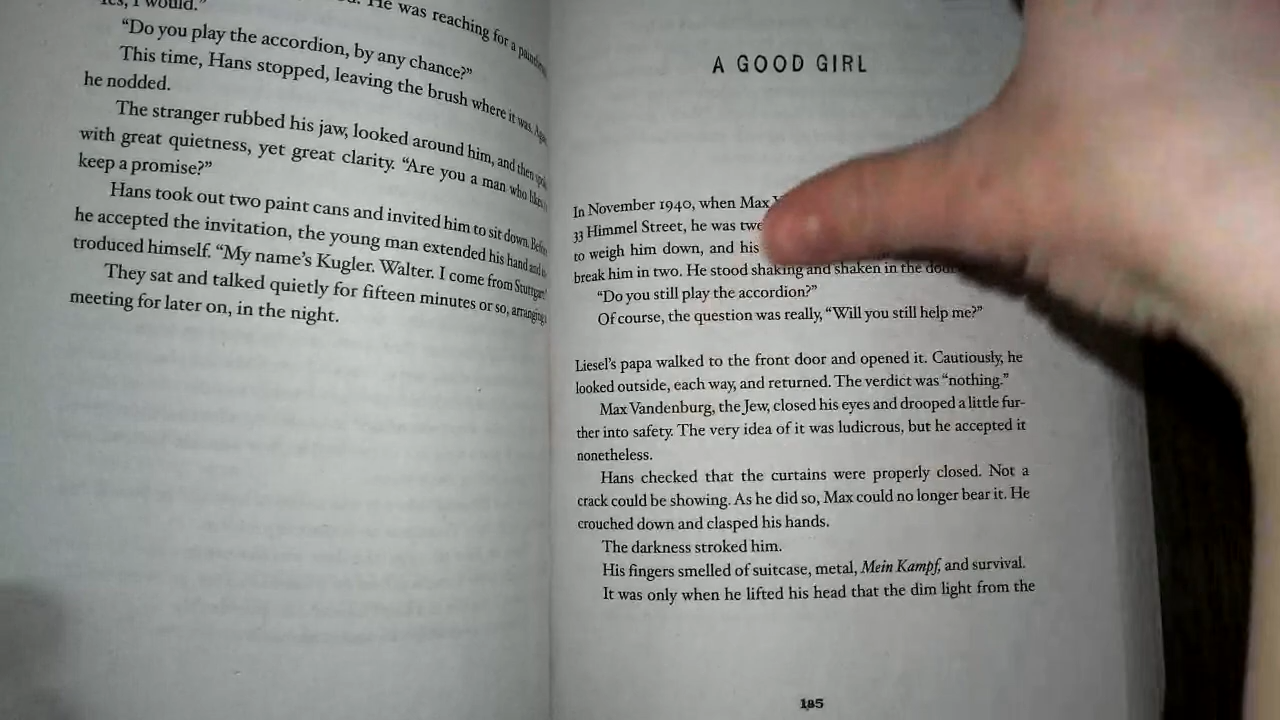 I would."
He was reaching for a
"Do you play the accordion, by any chance?"
This time, Hans stopped, leaving the brush where it was.
he nodded.
The stranger rubbed his jaw, looked around him, and then
with great quietness, yet great clarity. "Are you a man who
keep a promise?"
Hans took out two paint cans and invited him to sit down.
he accepted the invitation, the young man extended his hand and
troduced himself. "My name's Kugler. Walter. I come from Stuttgart
They sat and talked quietly for fifteen minutes or so, arranging a
meeting for later on, in the night.
A GOOD GIRL
In November 1940, when Max
33 Himmel Street, he was
to weigh him down, and his
break him in two. He stood shaking and shaken in the
"Do you still play the accordion?"
Of course, the question was really, "Will you still help me?"
Liesel's papa walked to the front door and opened it. Cautiously, he
looked outside, each way, and returned. The verdict was "nothing."
Max Vandenburg, the Jew, closed his eyes and drooped a little fur-
ther into safety. The very idea of it was ludicrous, but he accepted it
nonetheless.
Hans checked that the curtains were properly closed. Not a
crack could be showing. As he did so, Max could no longer bear it. He
crouched down and clasped his hands.
The darkness stroked him.
His fingers smelled of suitcase, metal, Mein Kampf, and survival.
It was only when he lifted his head that the dim light from the
185